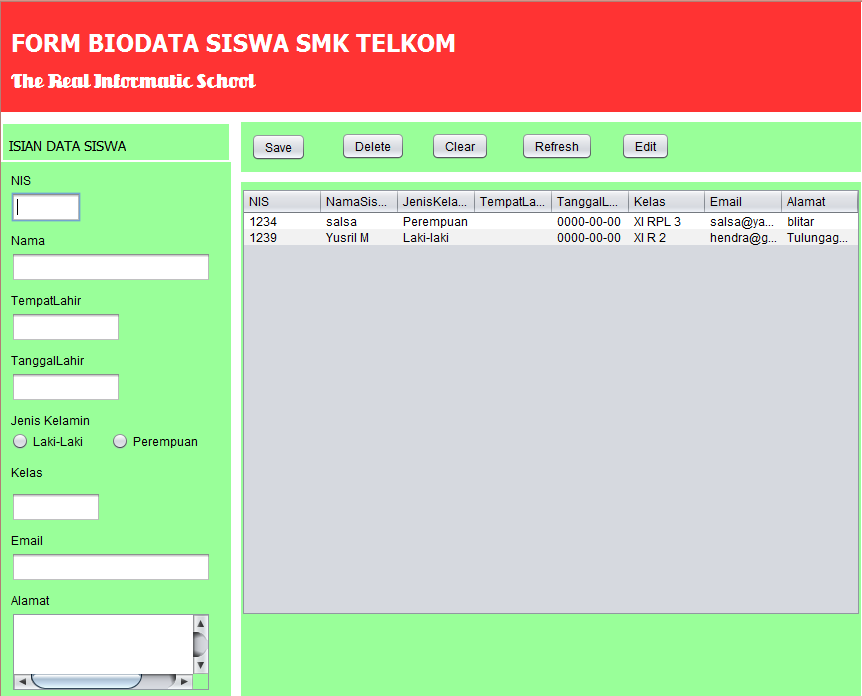 FORM BIODATA SISWA SMK TELKOM
The Real Informatic School
ISIAN DATA SISWA
NIS
Nama
TempatLahir
TanggalLahir
Jenis Kelamin
Laki-Laki Perempuan
Kelas
Email
Alamat
Save Delete Clear Refresh Edit
NIS NamaSis... JenisKela... TempatLa... TanggalL... Kelas Email Alamat
1234 salsa Perempuan 0000-00-00 XI RPL 3 salsa@ya... blitar
1239 Yusril M Laki-laki 0000-00-00 XI R 2 hendra@g... Tulungag...